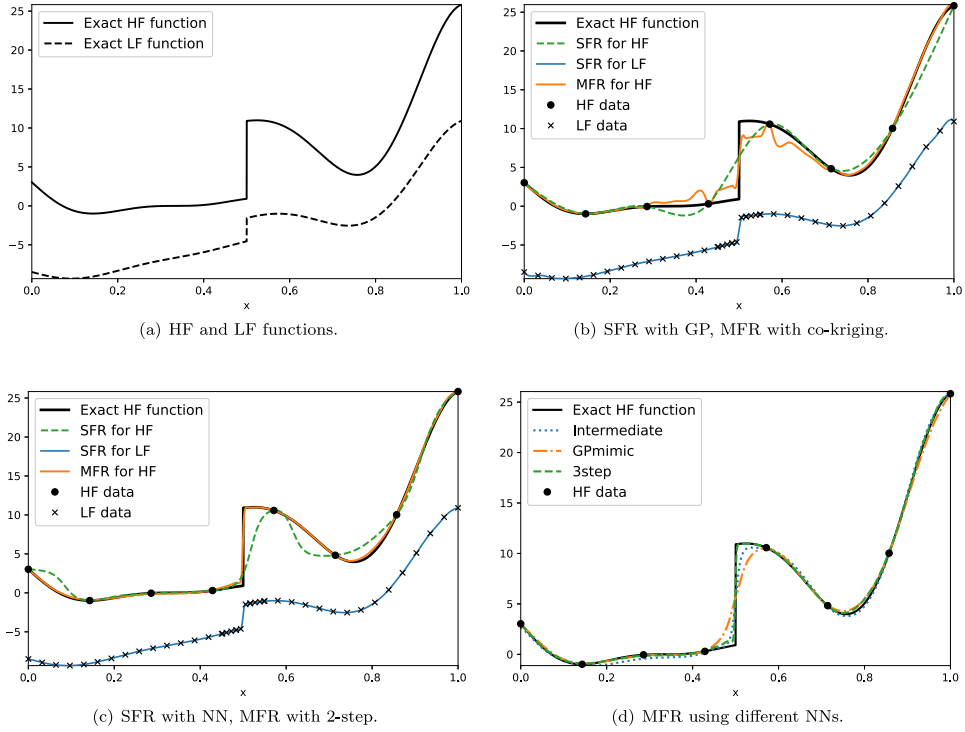 Exact HF function
Exact LF function
25
20
15
10
5
0
−5
0.0 0.2 0.4 0.6 0.8 1.0
x
(a) HF and LF functions.
Exact HF function
SFR for HF
SFR for LF
MFR for HF
HF data
LF data
25
20
15
10
5
0
−5
0.0 0.2 0.4 0.6 0.8 1.0
x
(b) SFR with GP, MFR with co-kriging.
Exact HF function
SFR for HF
SFR for LF
MFR for HF
HF data
LF data
25
20
15
10
5
0
−5
0.0 0.2 0.4 0.6 0.8 1.0
x
(c) SFR with NN, MFR with 2-step.
Exact HF function
Intermediate
GPmimic
3step
HF data
25
20
15
10
5
0
0.0 0.2 0.4 0.6 0.8 1.0
x
(d) MFR using different NNs.